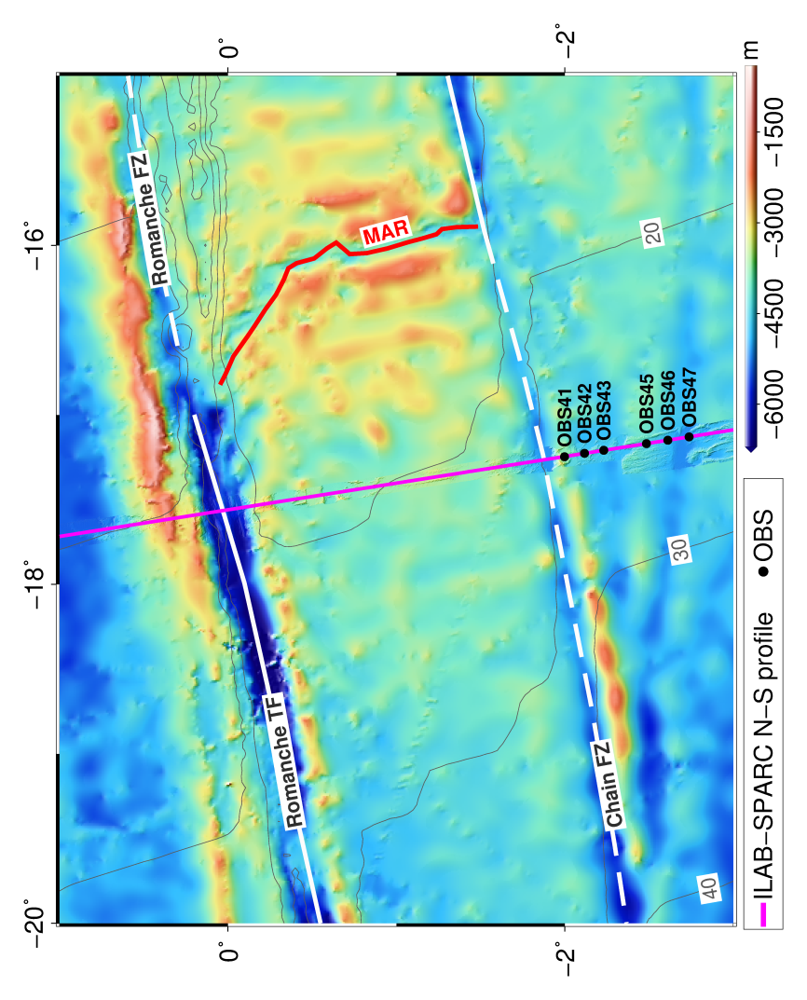 0°
−2°
m
−1500
−3000
−4500
−6000
−16°
−18°
−20°
Romanche FZ
MAR
20
OBS41
OBS42
OBS43
OBS45
OBS46
OBS47
30
Romanche TF
Chain FZ
40
0°
−2°
ILAB−SPARC N−S profile
OBS